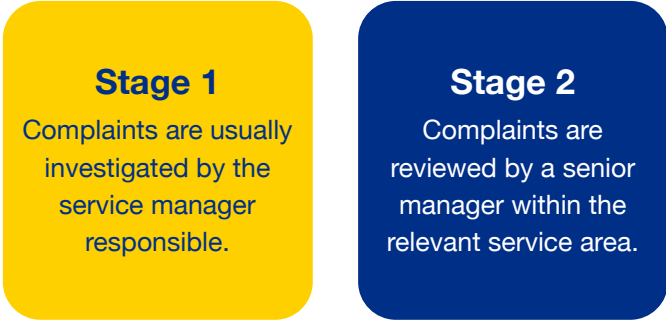 Stage 1
Complaints are usually
investigated by the
service manager
responsible.
Stage 2
Complaints are
reviewed by a senior
manager within the
relevant service area.